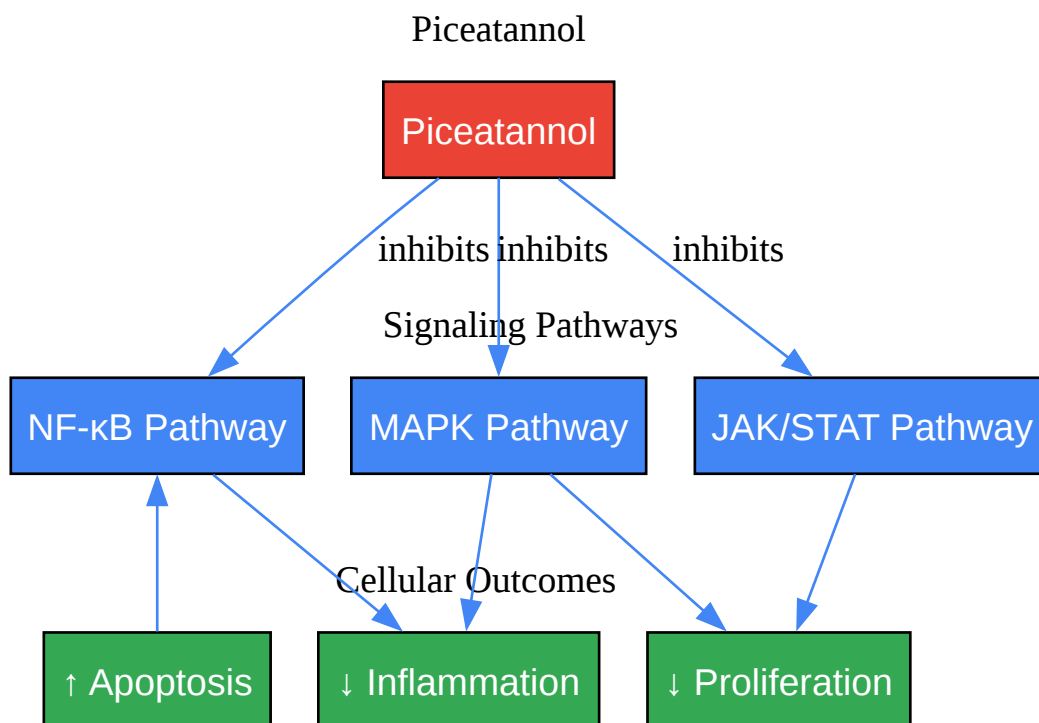 Piceatannol
Piceatannol
inhibits inhibits inhibits
Signaling Pathways
NF-κB Pathway MAPK Pathway JAK/STAT Pathway
Cellular Outcomes
↑ Apoptosis ↓ Inflammation ↓ Proliferation